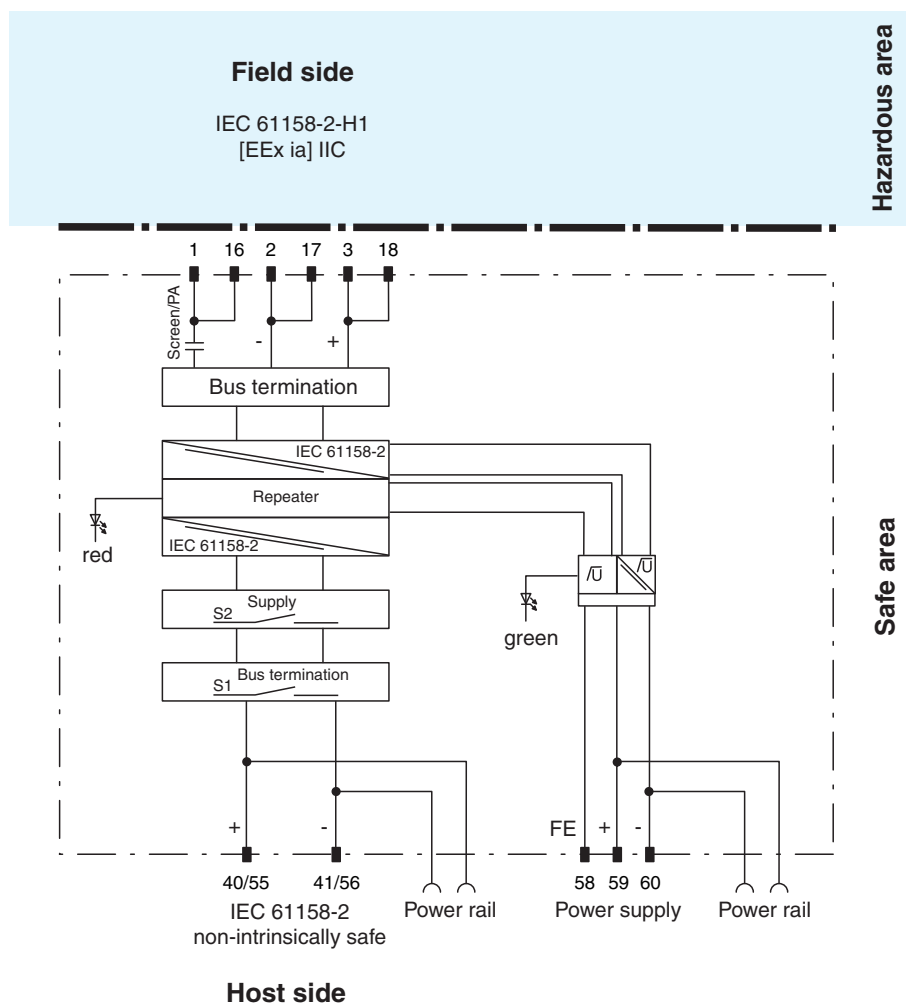 Field side
Hazardous area
IEC 61158-2-H1
[EEx ia] IIC
1 16 2 17 3 18
Screen/PA
- +
Bus termination
IEC 61158-2
Repeater
IEC 61158-2
red
U U
Supply
S2
green
Safe area
Bus termination
S1
+ - FE + -
40/55 41/56 58 59 60
IEC 61158-2
non-intrinsically safe
Power rail
Power supply
Power rail
Host side